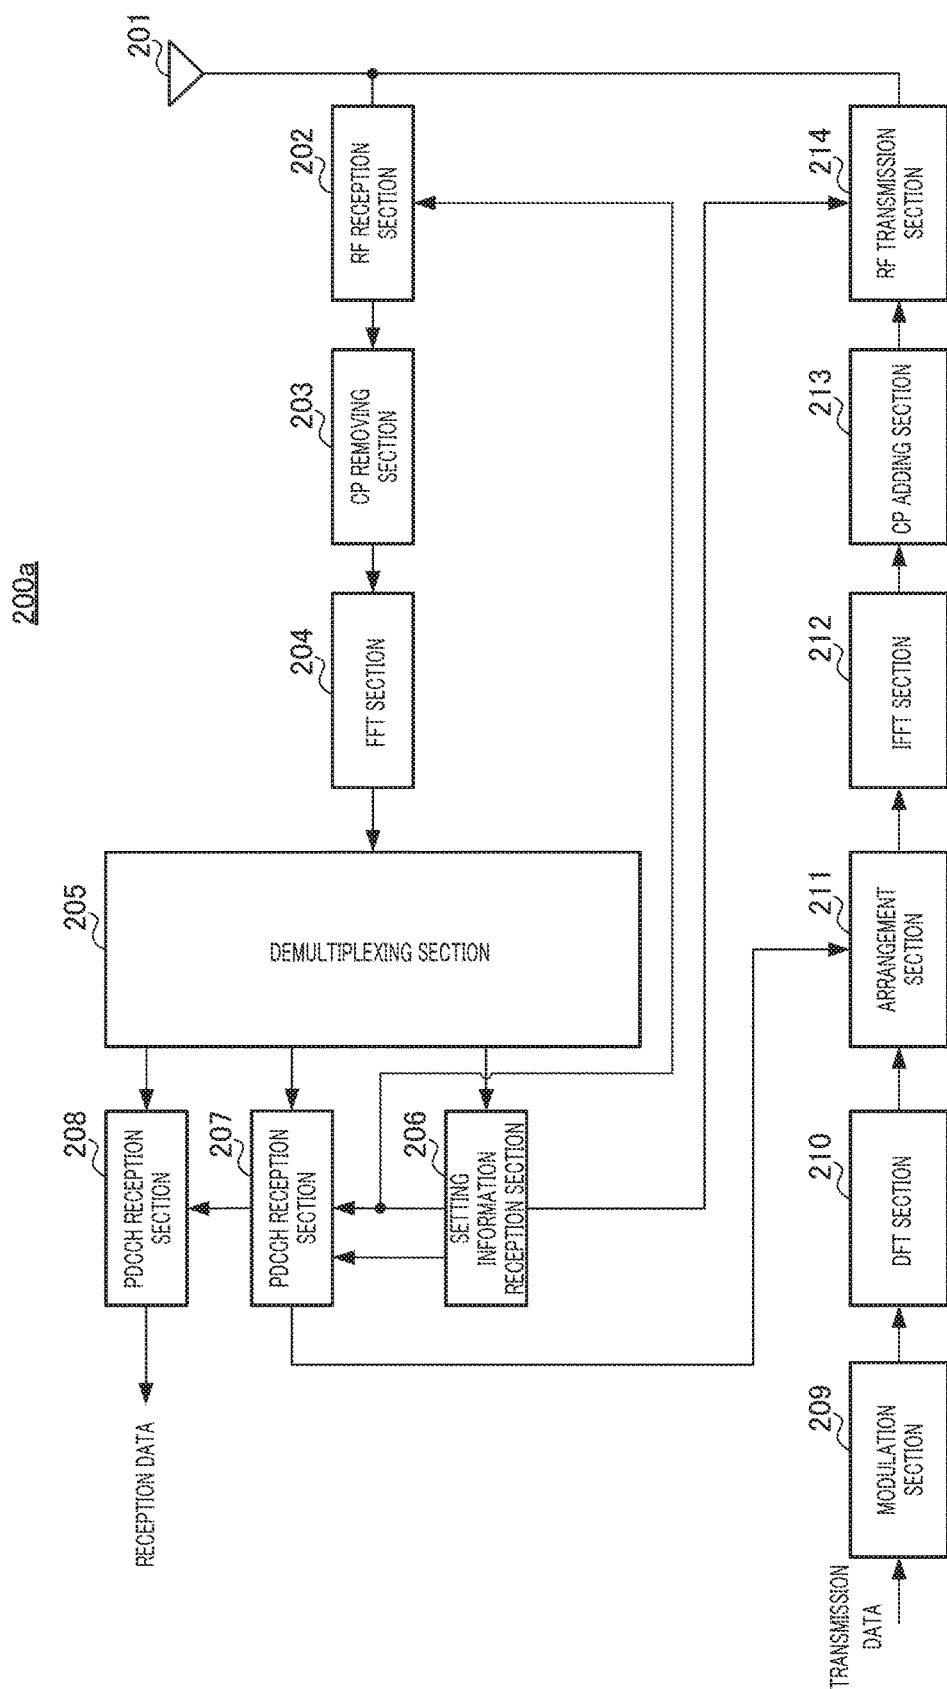 200a
201
202
RF RECEPTION
SECTION
203
CP REMOVING
SECTION
204
FFT SECTION
205
DEMULTIPLEXING SECTION
208
PDCCH RECEPTION
SECTION
207
PDCCH RECEPTION
SECTION
206
SETTING
INFORMATION
RECEPTION SECTION
RECEPTION DATA
TRANSMISSION
DATA
209
MODULATION
SECTION
210
DFT SECTION
211
ARRANGEMENT
SECTION
212
IFFT SECTION
213
CP ADDING SECTION
214
RF TRANSMISSION
SECTION